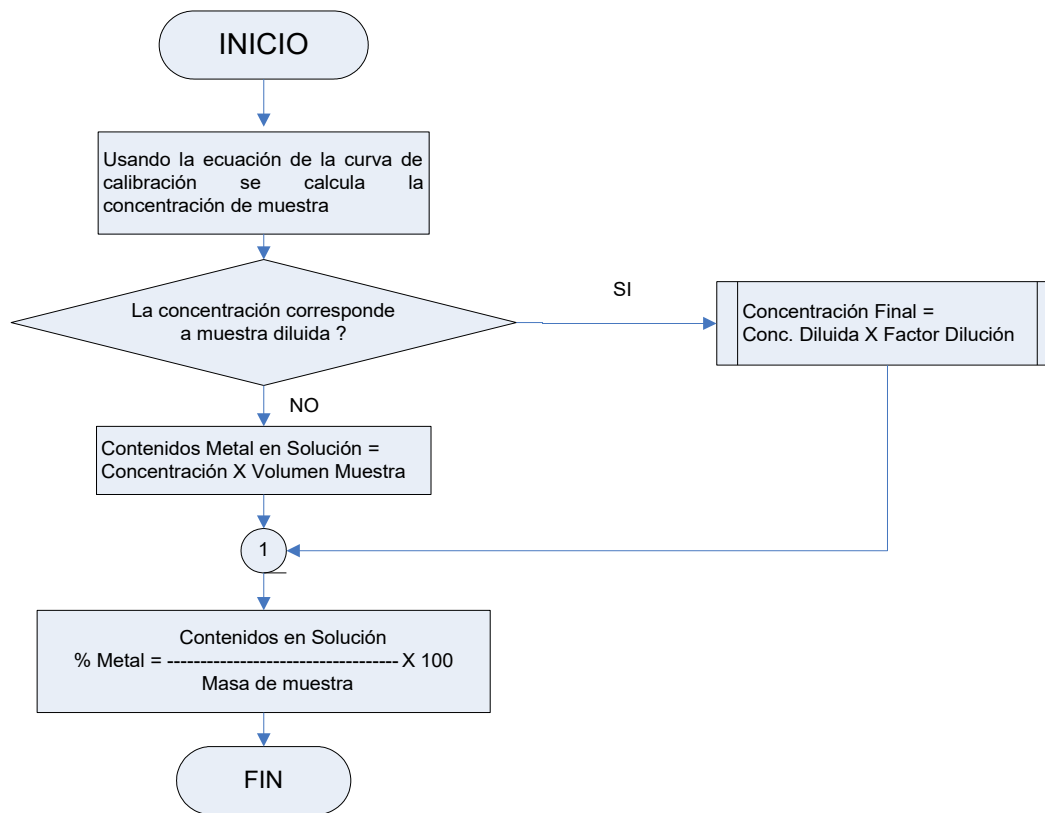 INICIO
Usando la ecuación de la curva de
calibración se calcula la
concentración de muestra
La concentración corresponde
a muestra diluida ?
SI
Concentración Final =
Conc. Diluida X Factor Dilución
NO
Contenidos Metal en Solución =
Concentración X Volumen Muestra
1
Contenidos en Solución
% Metal = ----------------------------------- X 100
Masa de muestra
FIN